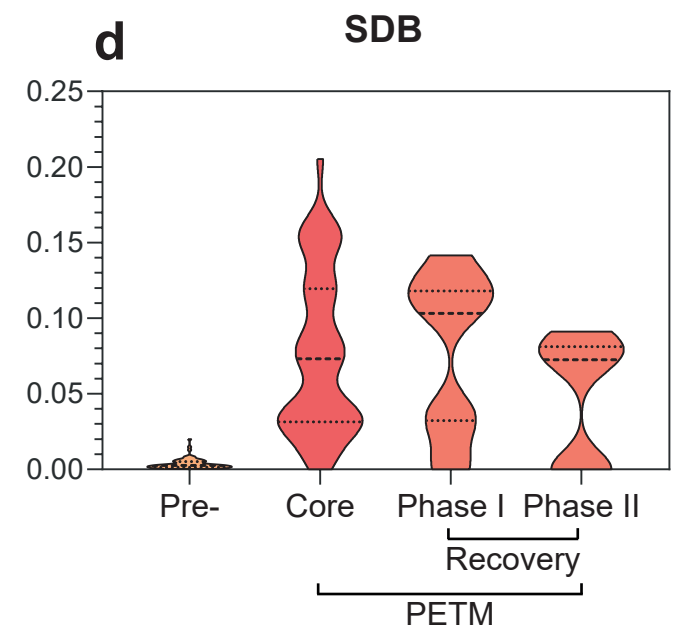 d
SDB
0.25
0.20
0.15
0.10
0.05
0.00
Pre- Core Phase I Phase II
Recovery
PETM